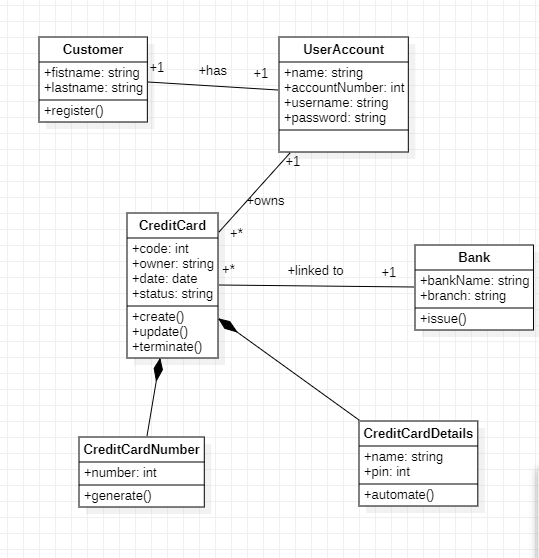 Customer
+fistname: string
+lastname: string
+register()
+1
+has
+1
UserAccount
+name: string
+accountNumber: int
+username: string
+password: string
+1
+owns
+*
CreditCard
+code: int
+owner: string
+date: date
+status: string
+create()
+update()
+terminate()
+*
+linked to
+1
Bank
+bankName: string
+branch: string
+issue()
CreditCardNumber
+number: int
+generate()
CreditCardDetails
+name: string
+pin: int
+automate()